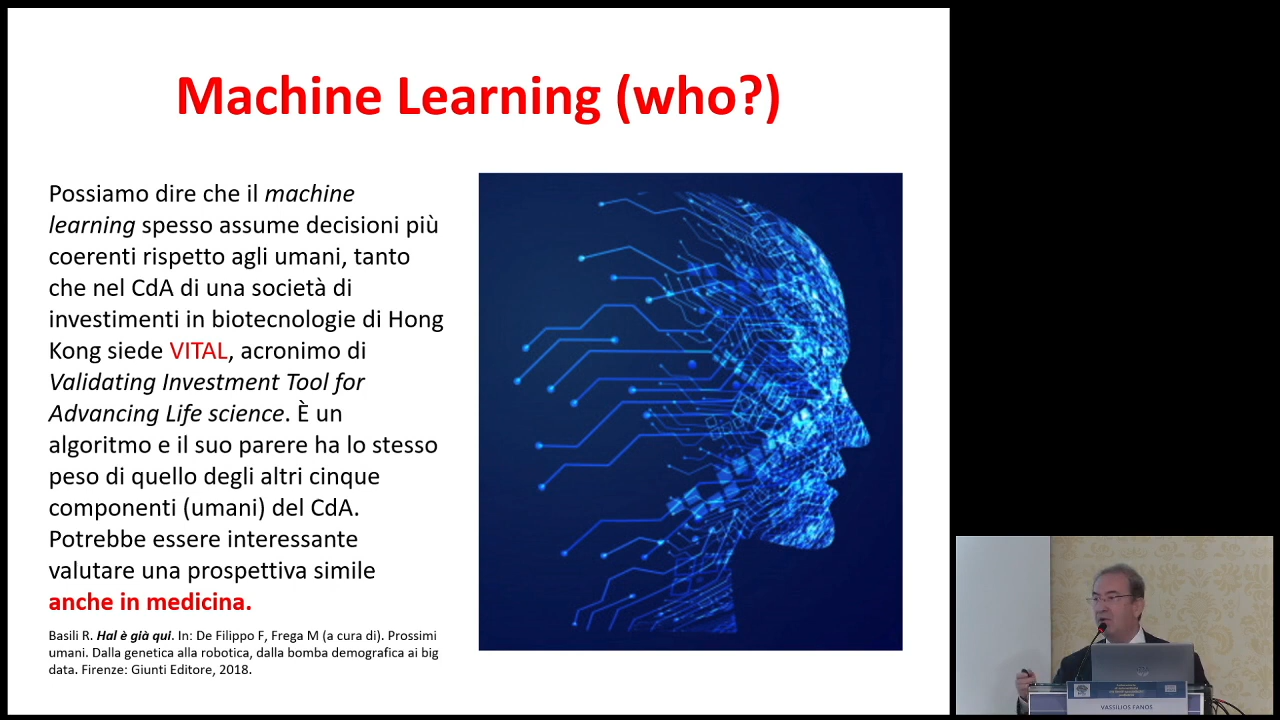 Machine Learning (who?)
Possiamo dire che il machine
learning spesso assume decisioni più
coerenti rispetto agli umani, tanto
che nel CdA di una società di
investimenti in biotecnologie di Hong
Kong siede VITAL, acronimo di
Validating Investment Tool for
Advancing Life science. È un
algoritmo e il suo parere ha lo stesso
peso di quello degli altri cinque
componenti (umani) del CdA.
Potrebbe essere interessante
valutare una prospettiva simile
anche in medicina.
Basili R. Hal è già qui. In: De Filippo F, Frega M (a cura di). Prossimi
umani. Dalla genetica alla robotica, dalla bomba demografica ai big
data. Firenze: Giunti Editore, 2018.
VASSILIOS FANOS